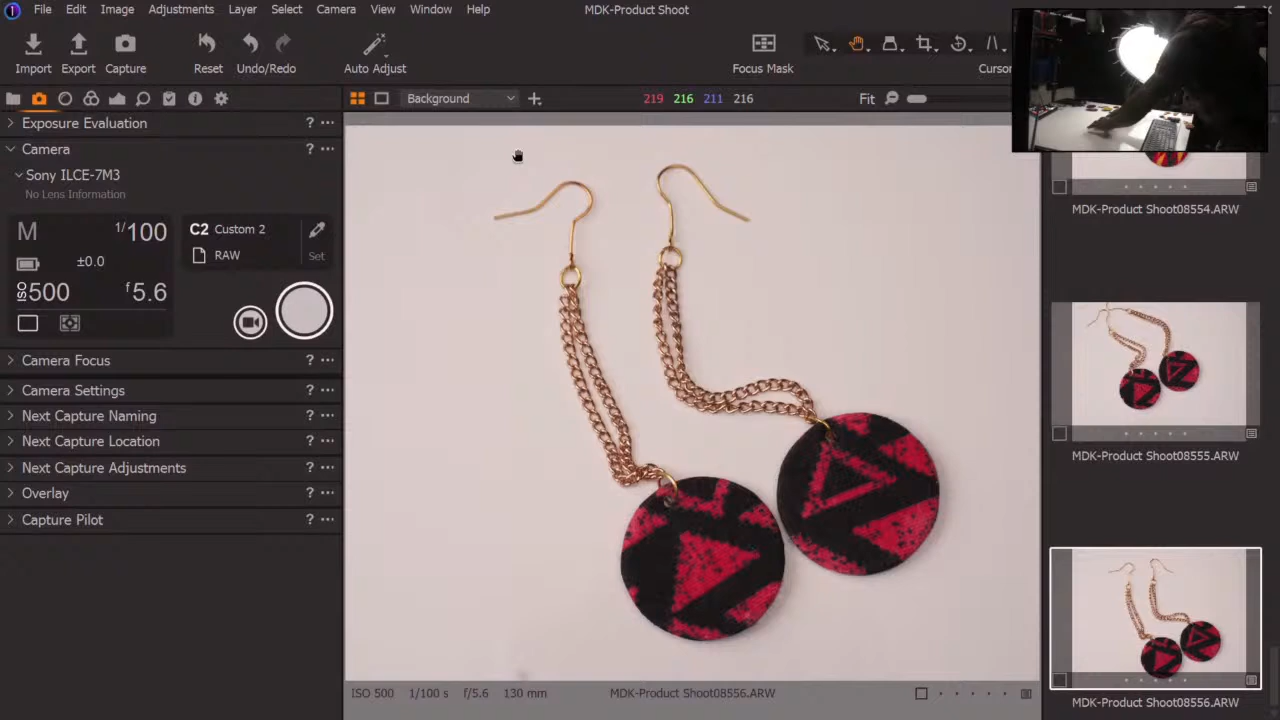 File Edit Image Adjustments Layer Select Camera View Window Help MDK-Product Shoot
Import Export Capture Reset Undo/Redo Auto Adjust Focus Mask Cursor
Background 219 216 211 216 Fit
Exposure Evaluation ? ...
Camera ? ...
Sony ILCE-7M3
No Lens Information
M 1/100 C2 Custom 2
±0.0 RAW Set
ISO 500 f 5.6
Camera Focus ? ...
Camera Settings ? ...
Next Capture Naming ? ...
Next Capture Location ? ...
Next Capture Adjustments ? ...
Overlay ? ...
Capture Pilot ? ...
ISO 500 1/100 s f/5.6 130 mm MDK-Product Shoot08556.ARW
MDK-Product Shoot08554.ARW
MDK-Product Shoot08555.ARW
MDK-Product Shoot08556.ARW